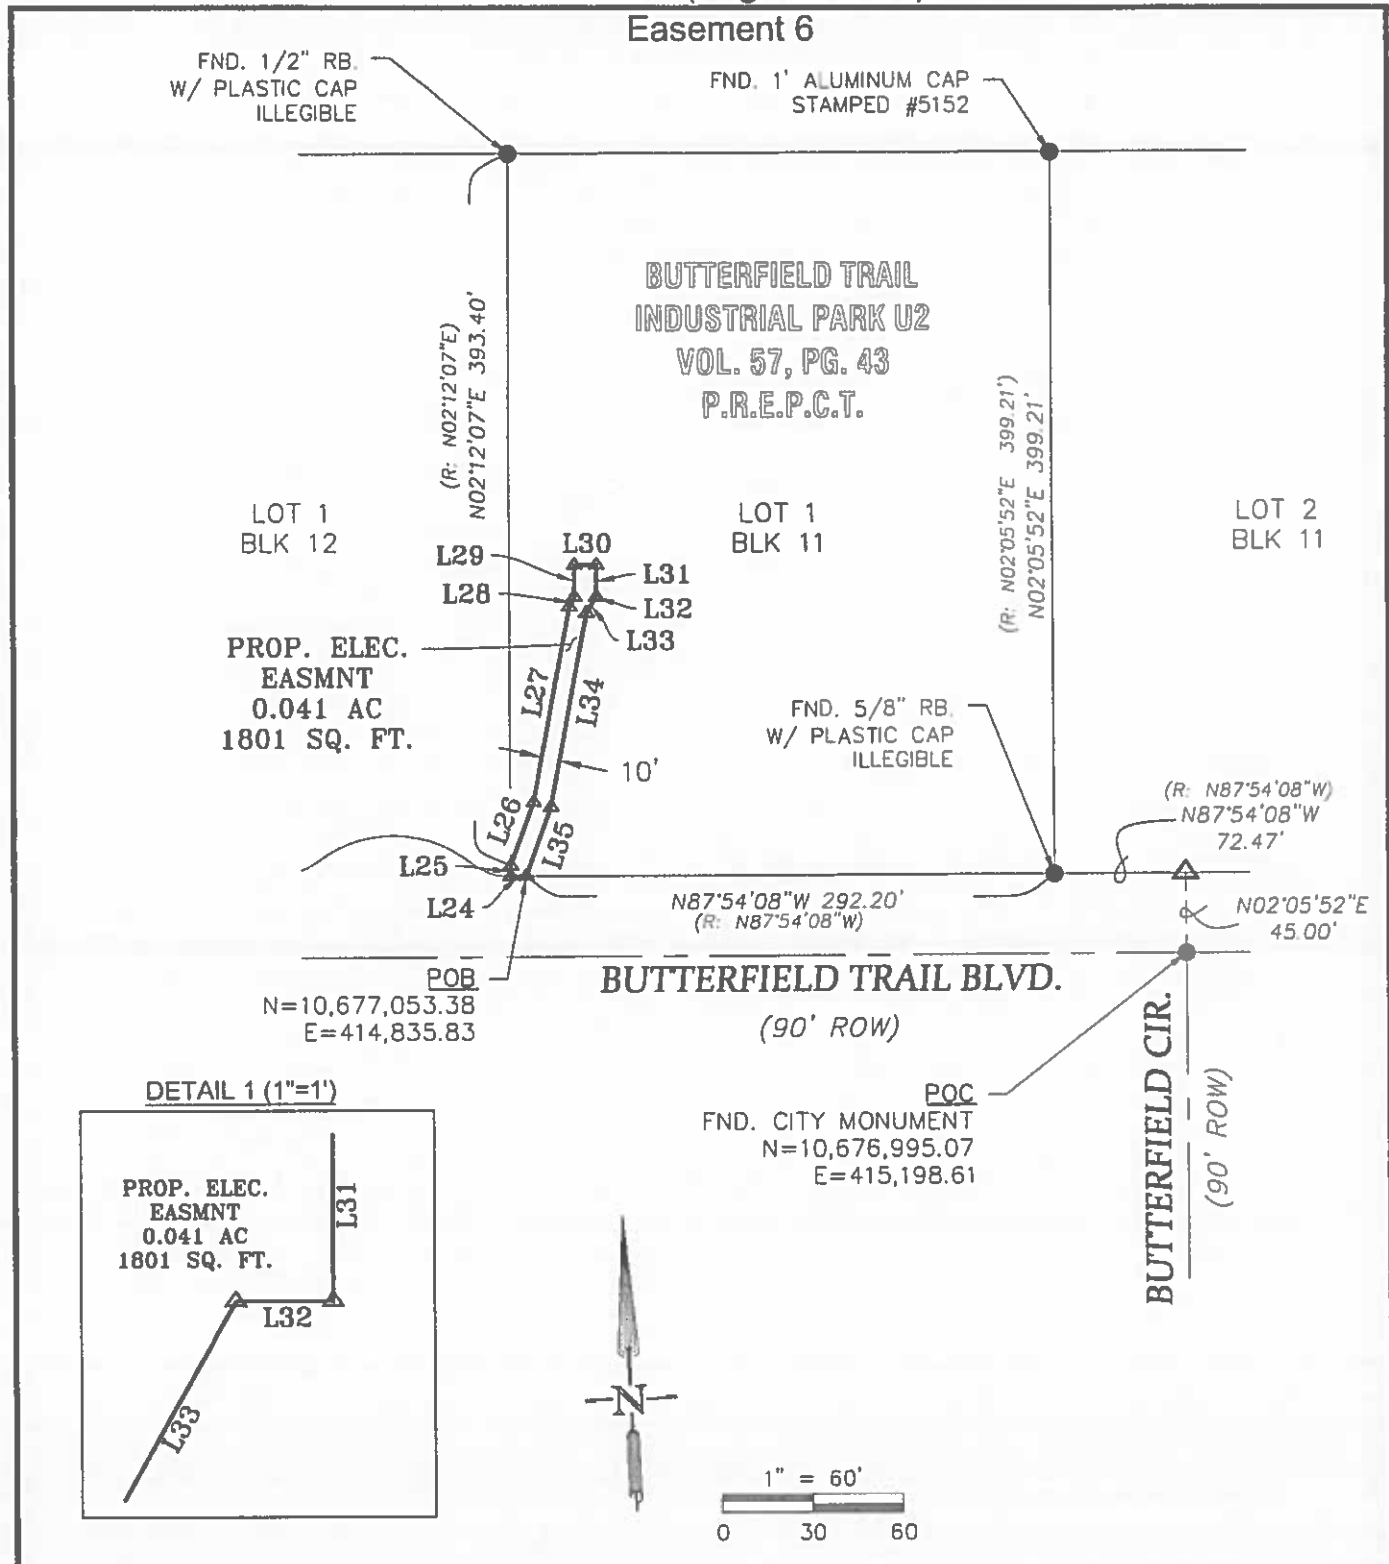 Easement 6
FND. 1/2" RB.
W/ PLASTIC CAP
ILLEGIBLE
FND. 1' ALUMINUM CAP
STAMPED #5152
BUTTERFIELD TRAIL
INDUSTRIAL PARK U2
VOL. 57, PG. 43
P.R.E.P.C.T.
(R: N02°12'07"E)
N02°12'07"E 393.40'
(R: N02°05'52"E 399.21')
N02°05'52"E 399.21'
LOT 1
BLK 12
LOT 1
BLK 11
LOT 2
BLK 11
L29
L30
L31
L28
L32
L33
PROP. ELEC.
EASMNT
0.041 AC
1801 SQ. FT.
L27
L34
10'
FND. 5/8" RB.
W/ PLASTIC CAP
ILLEGIBLE
(R: N87°54'08"W)
N87°54'08"W
72.47'
L26
L35
L25
L24
N87°54'08"W 292.20'
(R: N87°54'08"W)
N02°05'52"E
45.00'
POB
N=10,677,053.38
E=414,835.83
BUTTERFIELD TRAIL BLVD.
(90' ROW)
BUTTERFIELD CIR.
(90' ROW)
POC
FND. CITY MONUMENT
N=10,676,995.07
E=415,198.61
DETAIL 1 (1"=1')
PROP. ELEC.
EASMNT
0.041 AC
1801 SQ. FT.
L31
L32
L33
N
1" = 60'
0 30 60